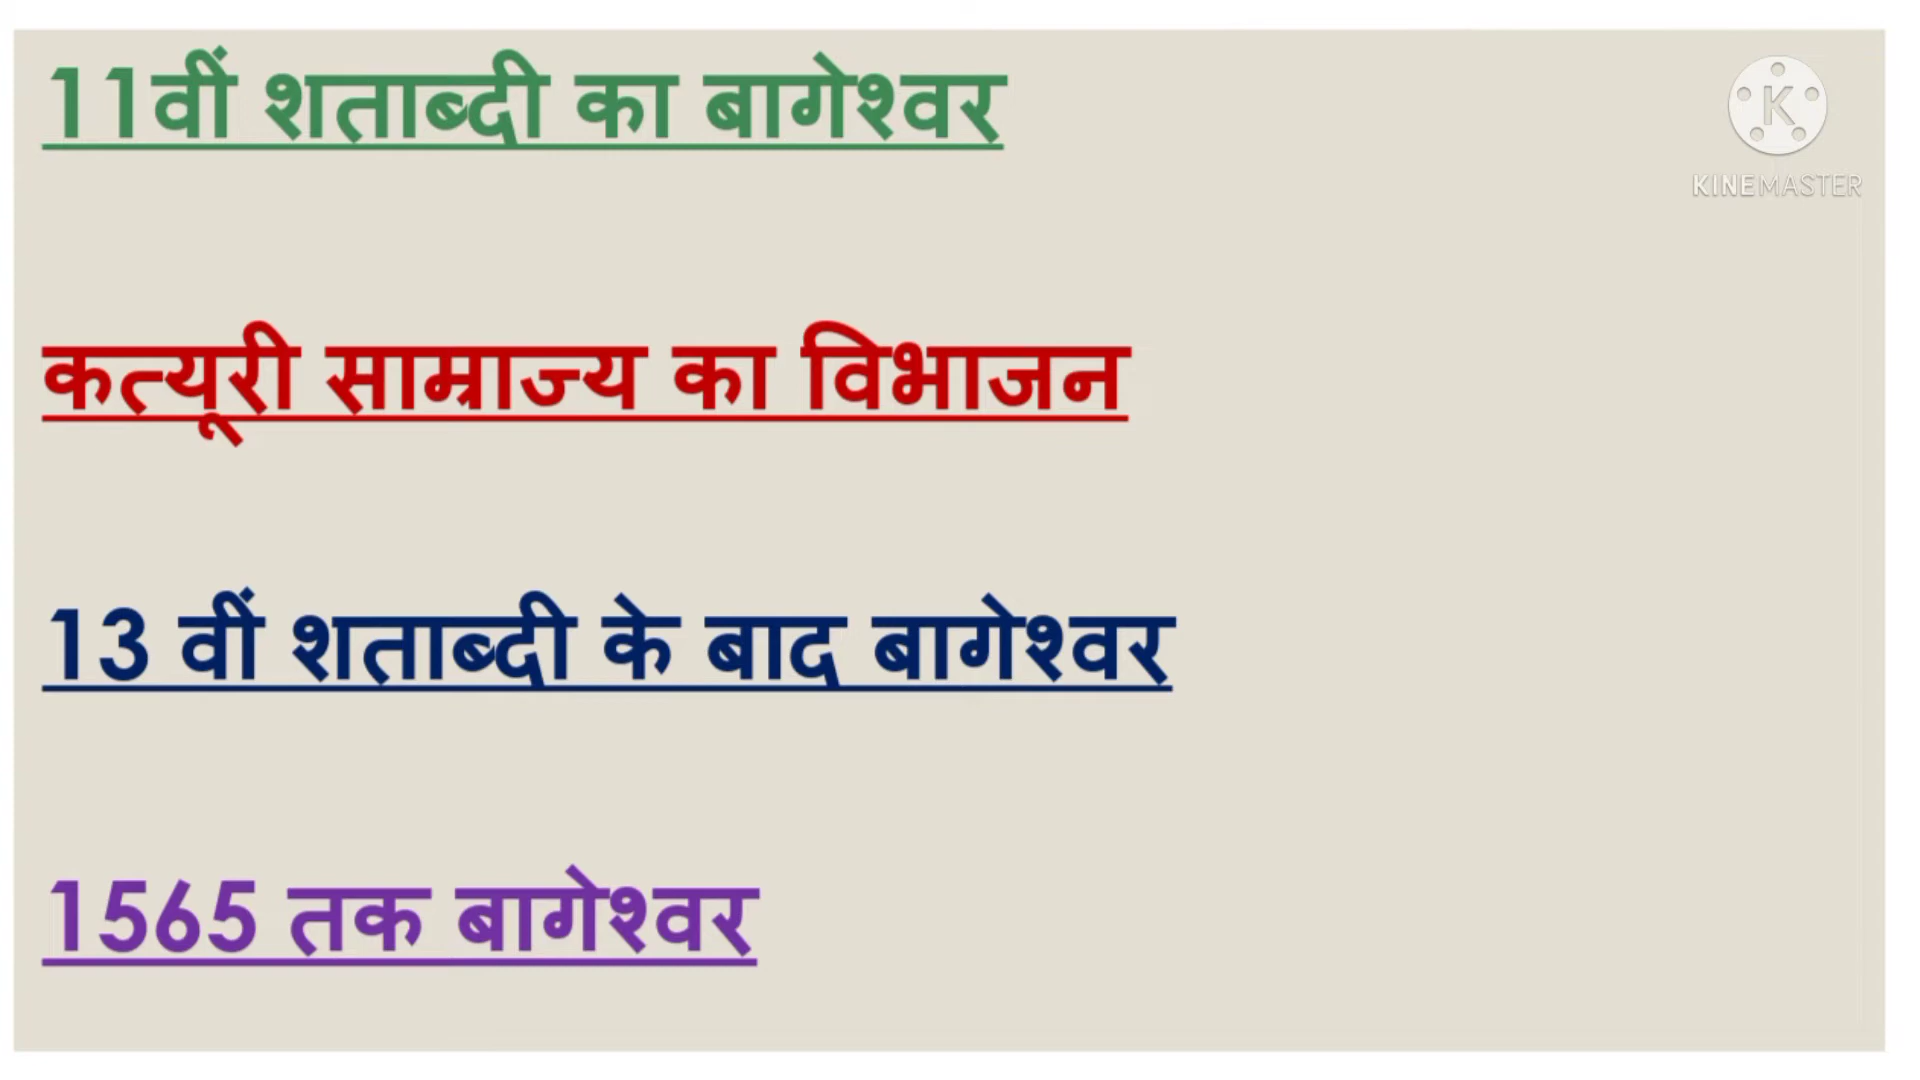 11वीं शताब्दी का बागेश्वर
K
KINEMASTER
कत्यूरी साम्राज्य का विभाजन
13 वीं शताब्दी के बाद बागेश्वर
1565 तक बागेश्वर